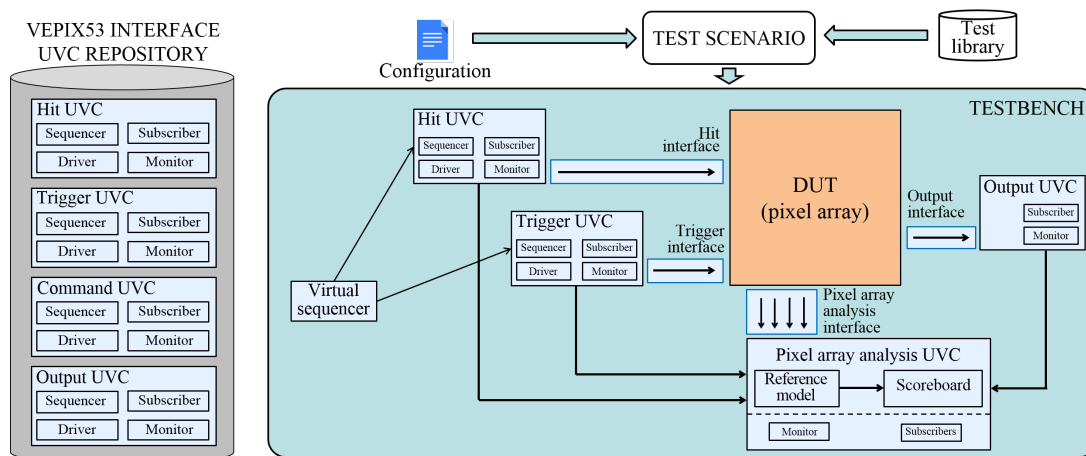 VEPIX53 INTERFACE
UVC REPOSITORY
Hit UVC
Sequencer
Subscriber
Driver
Monitor
Trigger UVC
Sequencer
Subscriber
Driver
Monitor
Command UVC
Sequencer
Subscriber
Driver
Monitor
Output UVC
Sequencer
Subscriber
Driver
Monitor
Configuration
TEST SCENARIO
Test
library
TESTBENCH
Hit UVC
Sequencer
Subscriber
Driver
Monitor
Hit
interface
Trigger UVC
Sequencer
Subscriber
Driver
Monitor
Trigger
interface
Virtual
sequencer
DUT
(pixel array)
Output
interface
Output UVC
Subscriber
Monitor
Pixel array
analysis
interface
Pixel array analysis UVC
Reference
model
Scoreboard
Monitor
Subscribers